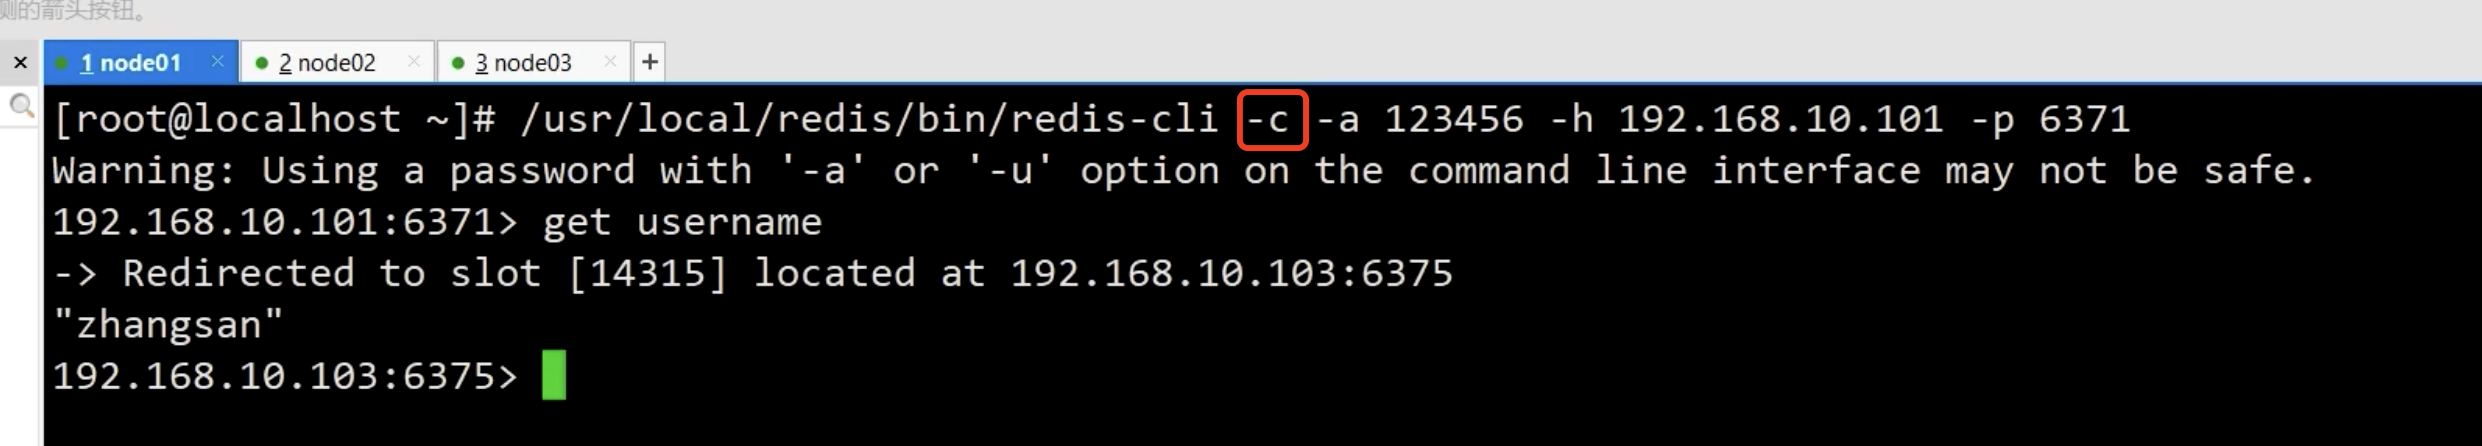 测的箭头按钮。
× 1 node01 × 2 node02 × 3 node03 × +
[root@localhost ~]# /usr/local/redis/bin/redis-cli -c -a 123456 -h 192.168.10.101 -p 6371
Warning: Using a password with '-a' or '-u' option on the command line interface may not be safe.
192.168.10.101:6371> get username
-> Redirected to slot [14315] located at 192.168.10.103:6375
"zhangsan"
192.168.10.103:6375>